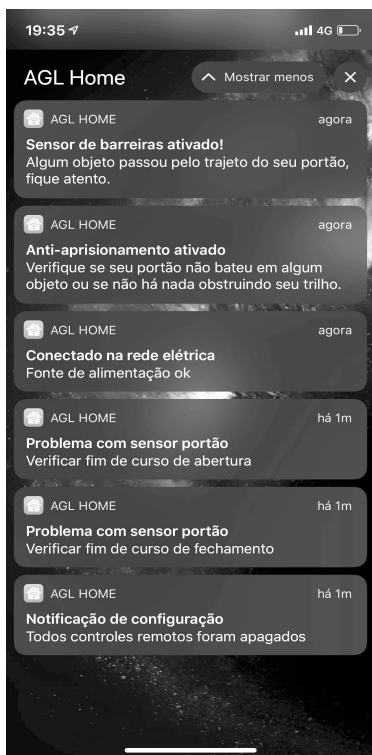 19:35 4G
AGL Home Mostrar menos
AGL HOME agora
Sensor de barreiras ativado!
Algum objeto passou pelo trajeto do seu portão,
fique atento.
AGL HOME agora
Anti-aprisionamento ativado
Verifique se seu portão não bateu em algum
objeto ou se não há nada obstruindo seu trilho.
AGL HOME agora
Conectado na rede elétrica
Fonte de alimentação ok
AGL HOME há 1m
Problema com sensor portão
Verificar fim de curso de abertura
AGL HOME há 1m
Problema com sensor portão
Verificar fim de curso de fechamento
AGL HOME há 1m
Notificação de configuração
Todos controles remotos foram apagados